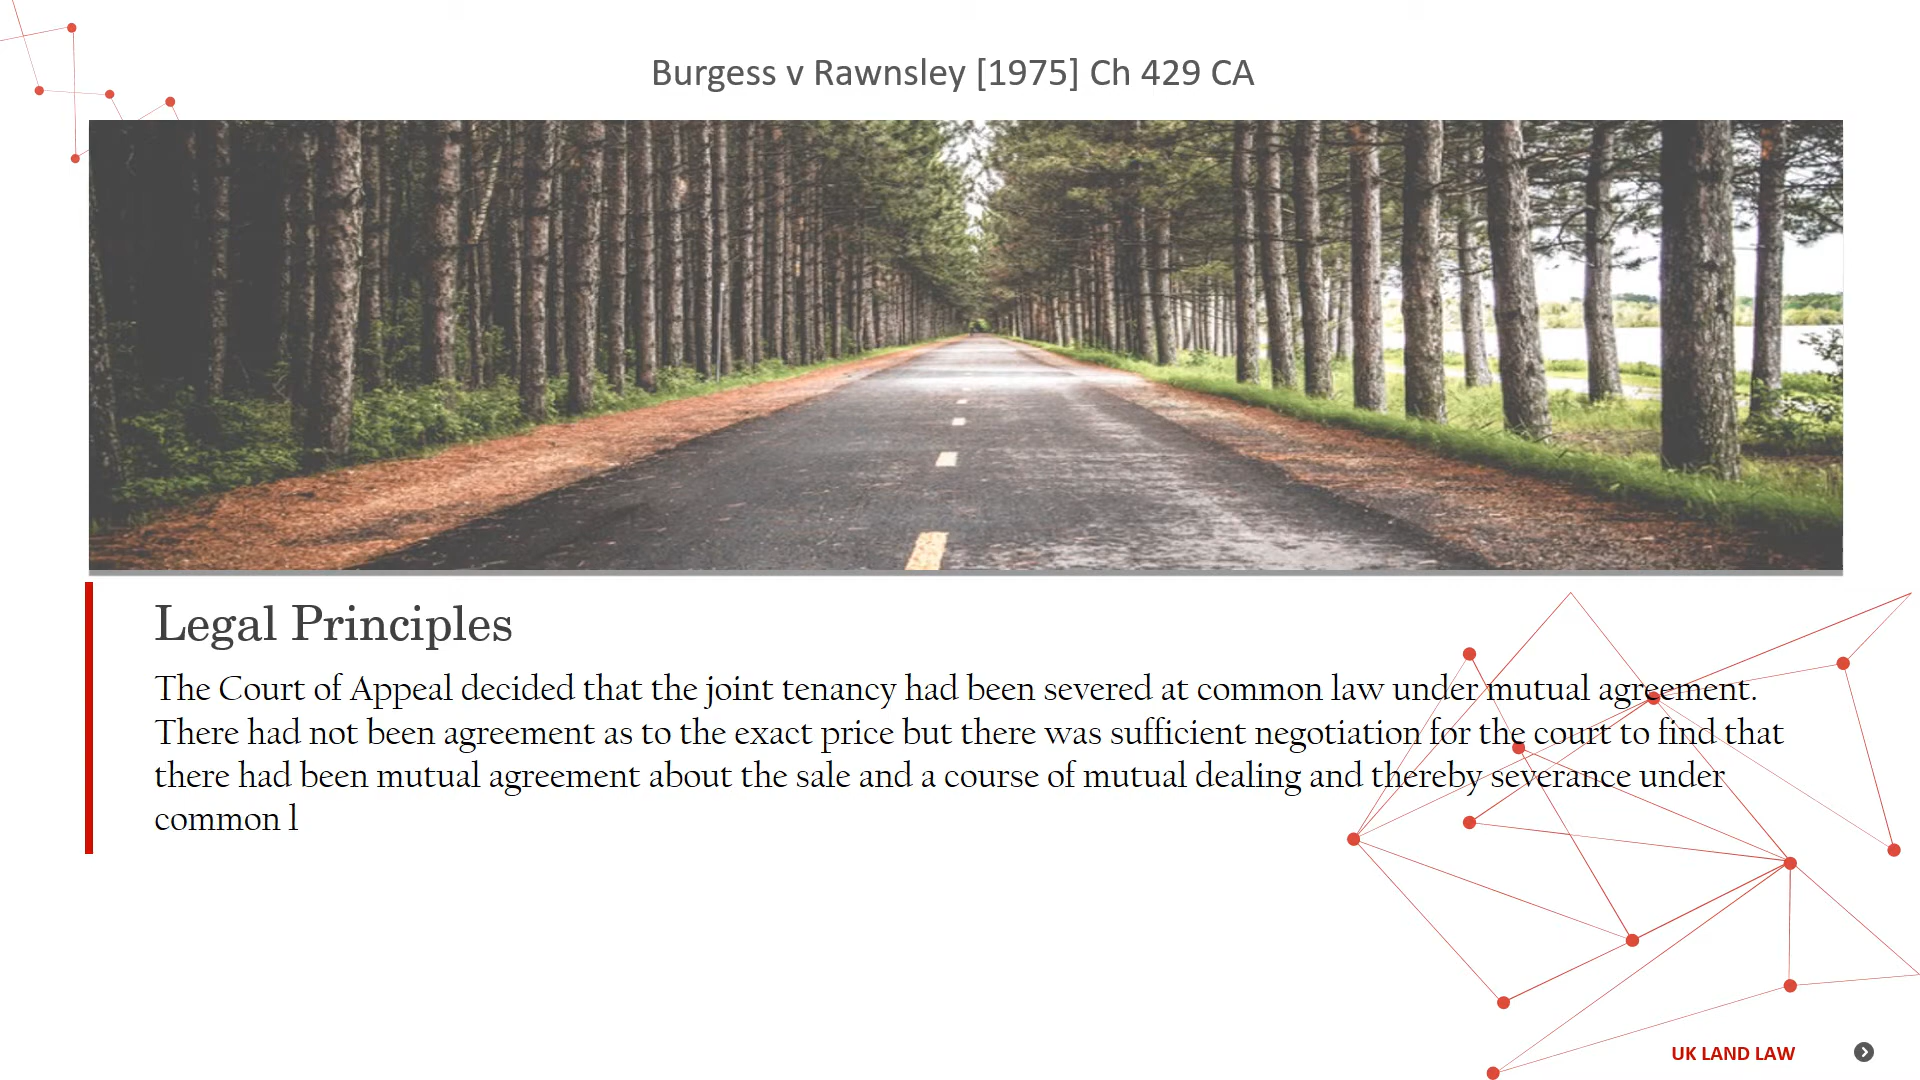 Burgess v Rawnsley [1975] Ch 429 CA
Legal Principles
The Court of Appeal decided that the joint tenancy had been severed at common law under mutual agreement.
There had not been agreement as to the exact price but there was sufficient negotiation for the court to find that
there had been mutual agreement about the sale and a course of mutual dealing and thereby severance under
common l
UK LAND LAW